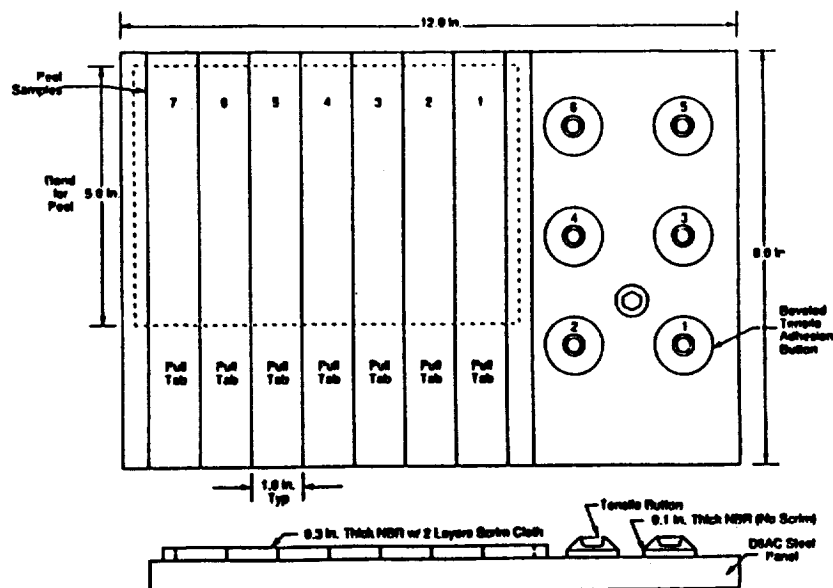 12.0 in.
Peel
Samples
7 6 5 4 3 2 1
6 5
Bond
for
Peel
5.0 in.
4 3
8.0 in
2 1
Beveled
Tensile
Adhesion
Button
Pull Pull Pull Pull Pull Pull Pull
Tab Tab Tab Tab Tab Tab Tab
1.0 in.
Typ
Tensile Button
0.3 in. Thick NBR w/ 2 Layers Scrim Cloth
0.1 in. Thick NBR (No Scrim)
D6AC Steel
Panel